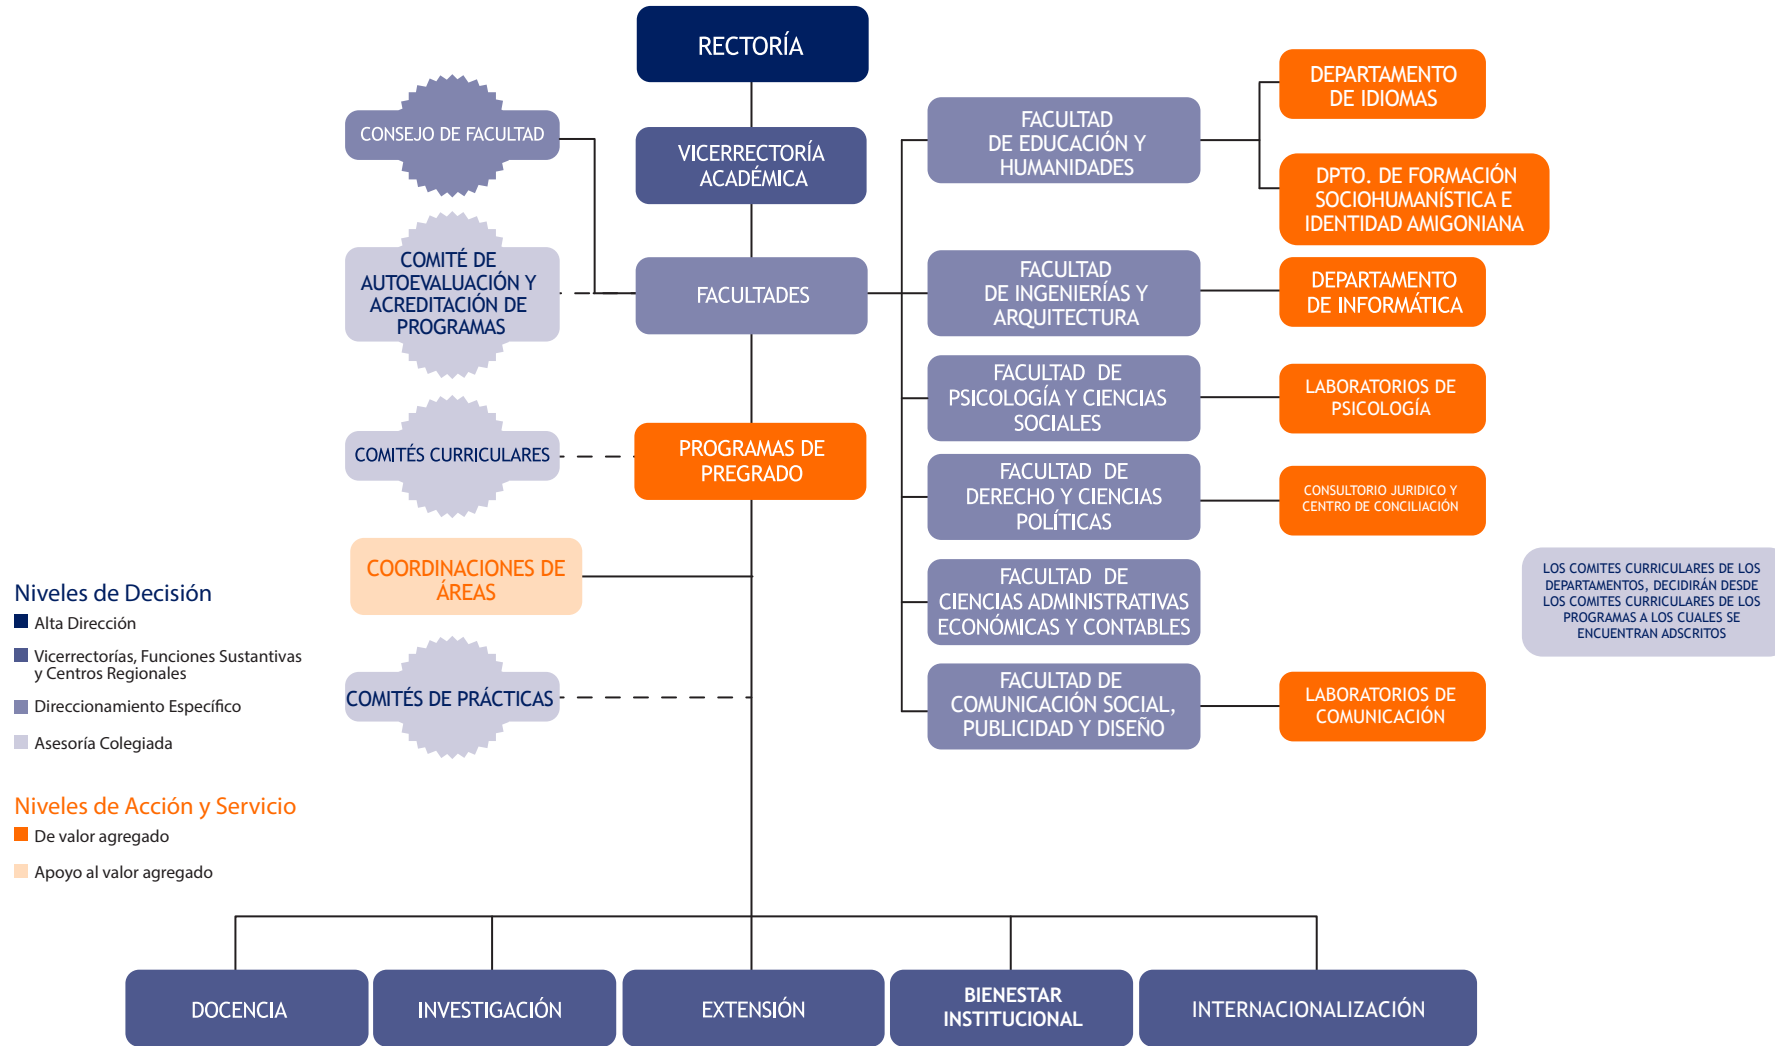 RECTORÍA
VICERRECTORÍA
ACADÉMICA
FACULTADES
CONSEJO DE FACULTAD
COMITÉ DE
AUTOEVALUACIÓN Y
ACREDITACIÓN DE
PROGRAMAS
COMITÉS CURRICULARES
PROGRAMAS DE
PREGRADO
COORDINACIONES DE
ÁREAS
COMITÉS DE PRÁCTICAS
FACULTAD
DE EDUCACIÓN Y
HUMANIDADES
DEPARTAMENTO
DE IDIOMAS
DPTO. DE FORMACIÓN
SOCIOHUMANÍSTICA E
IDENTIDAD AMIGONIANA
FACULTAD
DE INGENIERÍAS Y
ARQUITECTURA
DEPARTAMENTO
DE INFORMÁTICA
FACULTAD DE
PSICOLOGÍA Y CIENCIAS
SOCIALES
LABORATORIOS DE
PSICOLOGÍA
FACULTAD DE
DERECHO Y CIENCIAS
POLÍTICAS
CONSULTORIO JURIDICO Y
CENTRO DE CONCILIACIÓN
FACULTAD DE
CIENCIAS ADMINISTRATIVAS
ECONÓMICAS Y CONTABLES
FACULTAD DE
COMUNICACIÓN SOCIAL,
PUBLICIDAD Y DISEÑO
LABORATORIOS DE
COMUNICACIÓN
LOS COMITES CURRICULARES DE LOS
DEPARTAMENTOS, DECIDIRÁN DESDE
LOS COMITES CURRICULARES DE LOS
PROGRAMAS A LOS CUALES SE
ENCUENTRAN ADSCRITOS
Niveles de Decisión
Alta Dirección
Vicerrectorías, Funciones Sustantivas
y Centros Regionales
Direccionamiento Específico
Asesoría Colegiada
Niveles de Acción y Servicio
De valor agregado
Apoyo al valor agregado
DOCENCIA
INVESTIGACIÓN
EXTENSIÓN
BIENESTAR
INSTITUCIONAL
INTERNACIONALIZACIÓN